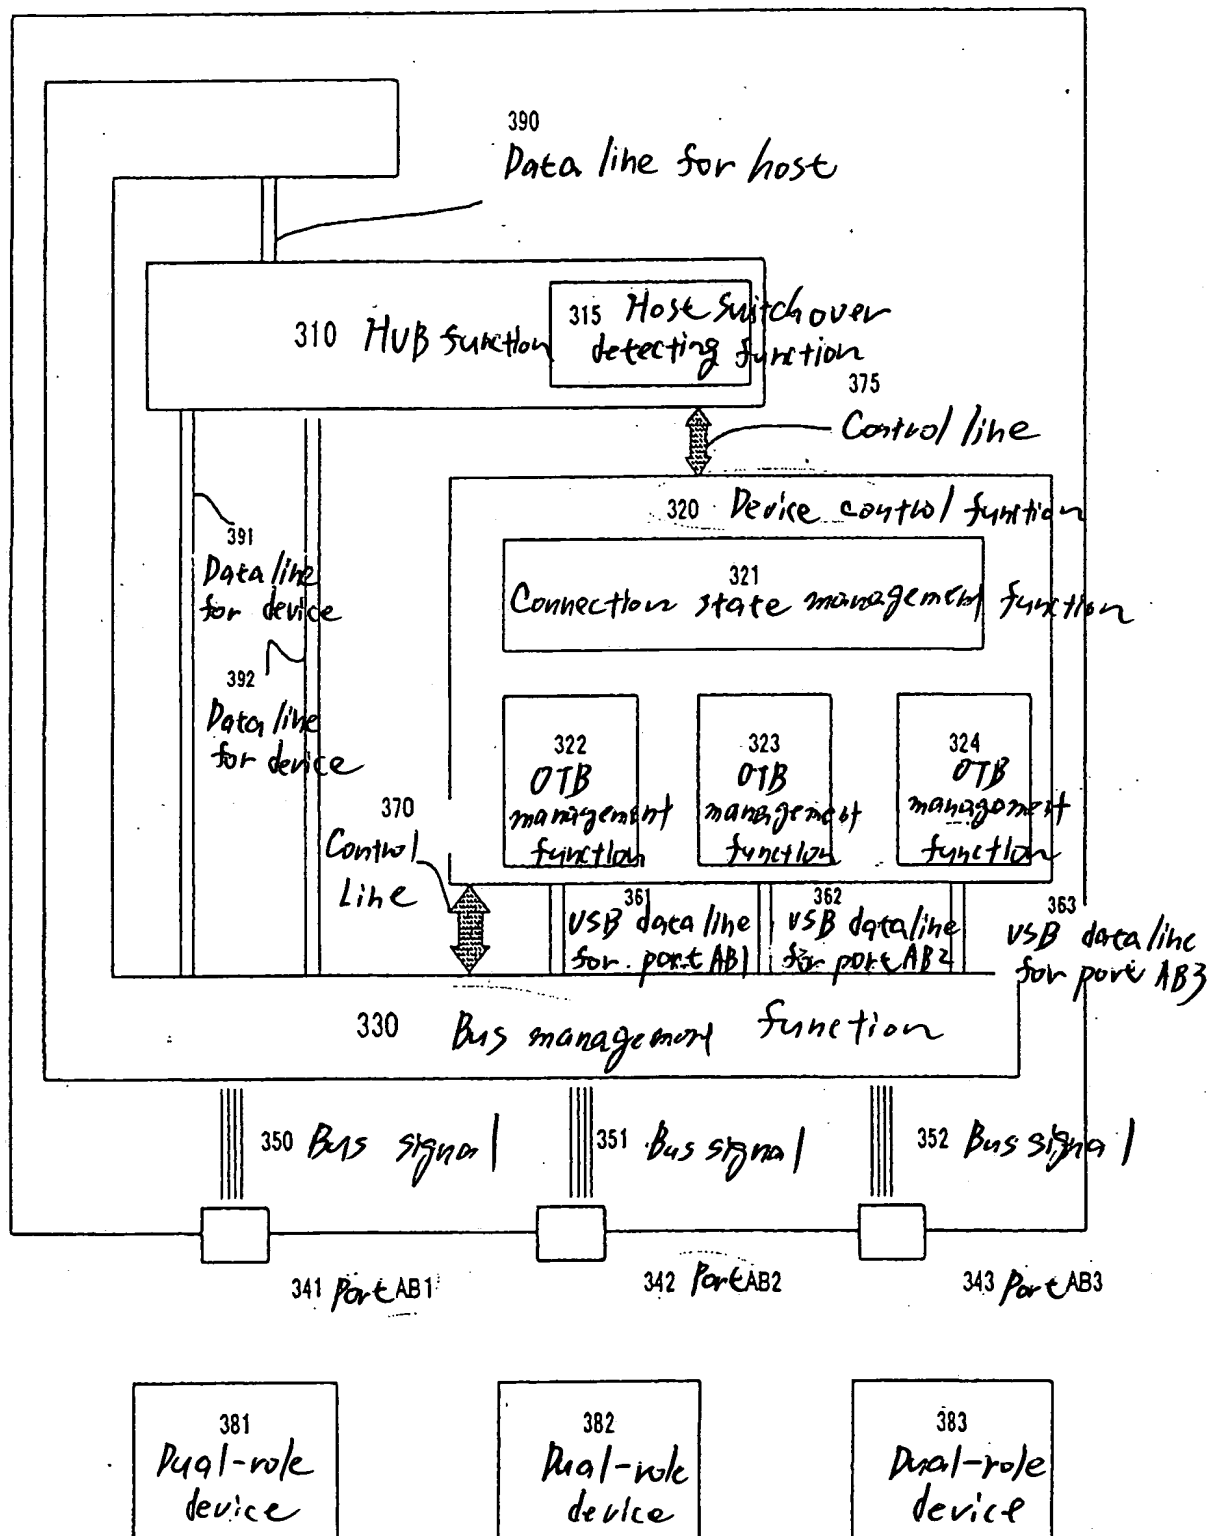 390
Data line for host
310 HUB function
315 Host switchover
detecting function
375
Control line
320 Device control function
391
Data line
for device
321
Connection state management function
392
Data line
for device
322
OTB
management
function
323
OTB
management
function
324
OTB
management
function
370
Control
Line
361
USB data line
for port AB1
362
USB data line
for port AB2
363
USB data line
for port AB3
330 Bus management function
350 Bus signal
351 Bus signal
352 Bus signal
341 Port AB1
342 Port AB2
343 Port AB3
381
Dual-role
device
382
Dual-role
device
383
Dual-role
device